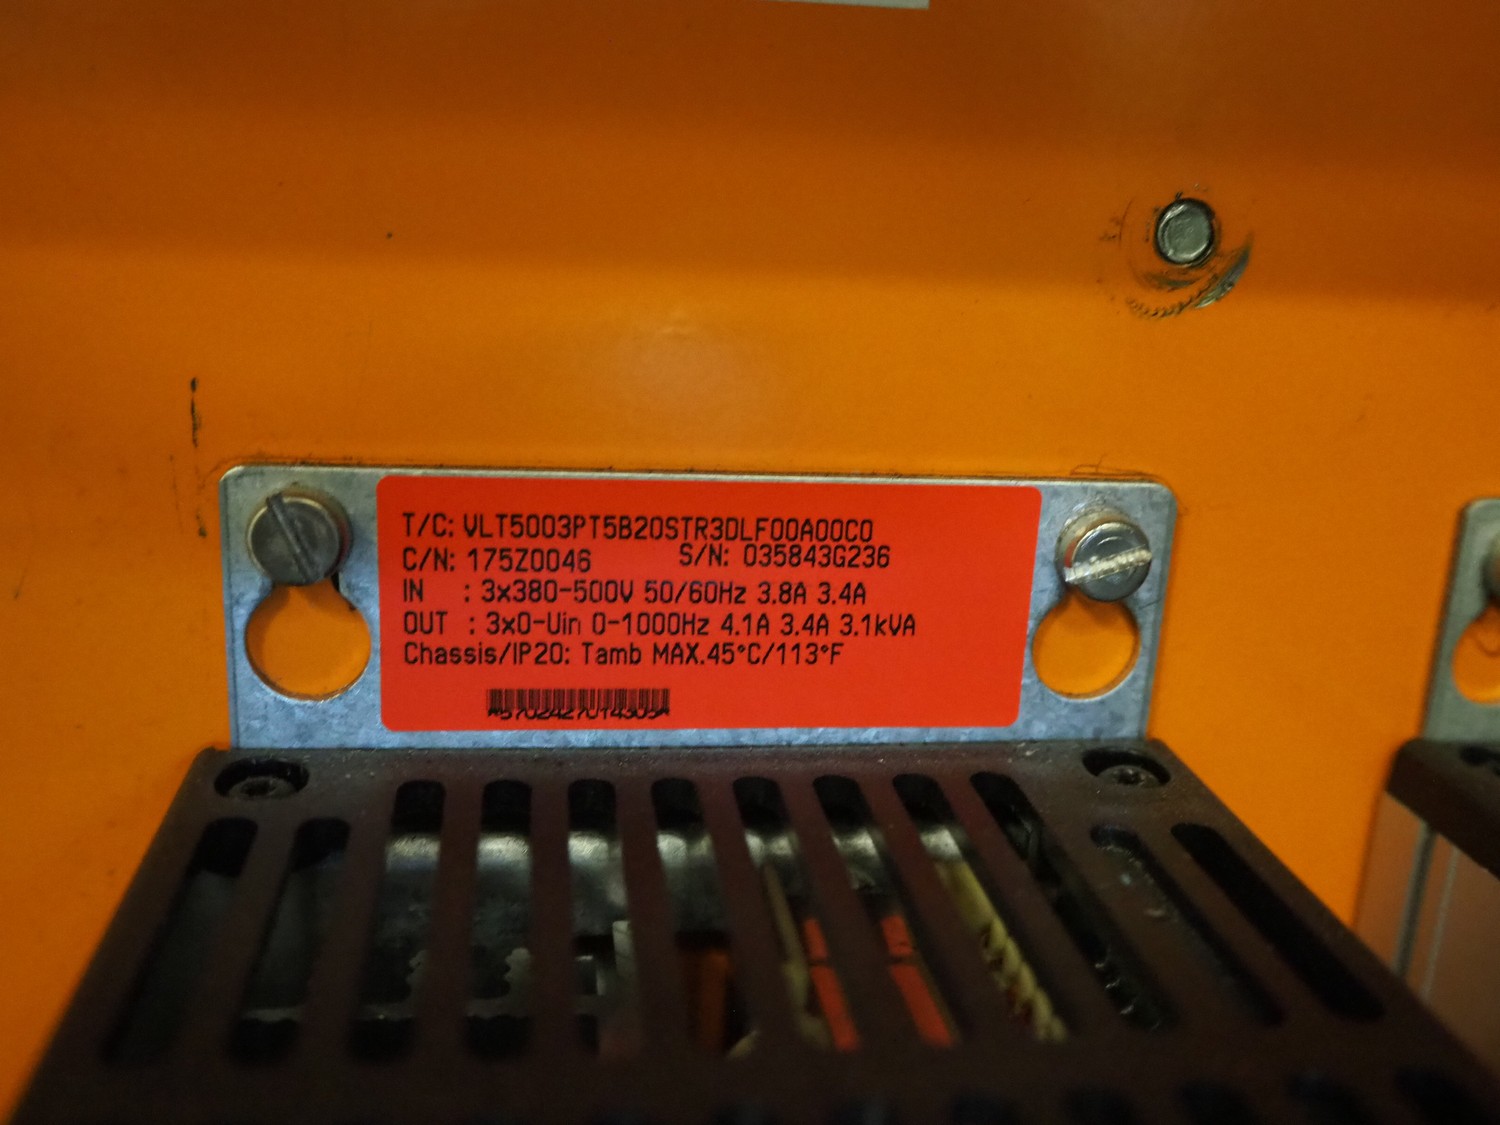 T/C: VLT5003PT5B20STR3DLF00A00C0
C/N: 175Z0046 S/N: 035843G236
IN : 3x380-500V 50/60Hz 3.8A 3.4A
OUT : 3x0-Uin 0-1000Hz 4.1A 3.4A 3.1kVA
Chassis/IP20: Tamb MAX.45°C/113°F